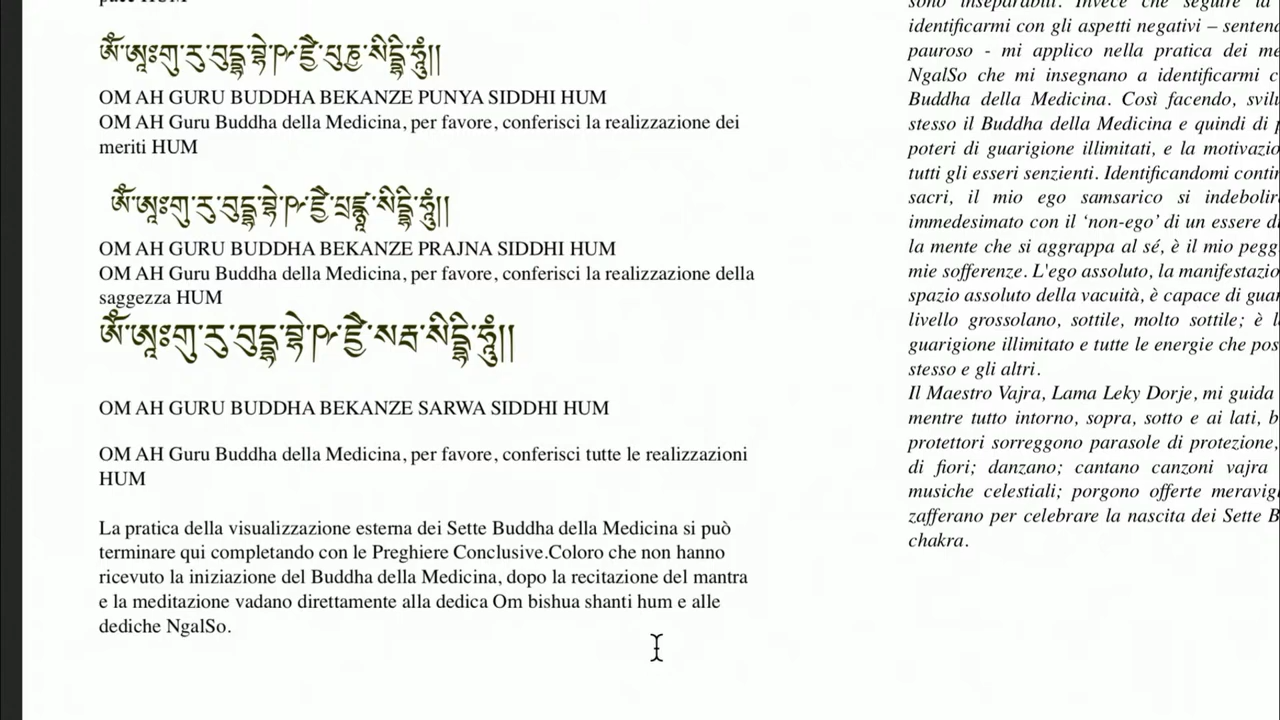 HUM
ཨོཾ་ཨཱཿགུ་རུ་བུདྡྷ་བྷེ་ཥ་ཛྱེ་པུཎྱ་སིདྡྷི་ཧཱུྃ།།
OM AH GURU BUDDHA BEKANZE PUNYA SIDDHI HUM
OM AH Guru Buddha della Medicina, per favore, conferisci la realizzazione dei
meriti HUM
OM AH GURU BUDDHA BEKANZE PRAJNA SIDDHI HUM
OM AH Guru Buddha della Medicina, per favore, conferisci la realizzazione della
saggezza HUM
OM AH GURU BUDDHA BEKANZE SARWA SIDDHI HUM
OM AH Guru Buddha della Medicina, per favore, conferisci tutte le realizzazioni
HUM
La pratica della visualizzazione esterna dei Sette Buddha della Medicina si può
terminare qui completando con le Preghiere Conclusive.Coloro che non hanno
ricevuto la iniziazione del Buddha della Medicina, dopo la recitazione del mantra
e la meditazione vadano direttamente alla dedica Om bishua shanti hum e alle
dediche NgalSo.
sono inseparabili. Invece che seguire la
identificarmi con gli aspetti negativi – sentend
pauroso - mi applico nella pratica dei me
NgalSo che mi insegnano a identificarmi c
Buddha della Medicina. Così facendo, svilu
stesso il Buddha della Medicina e quindi di p
poteri di guarigione illimitati, e la motivazio
tutti gli esseri senzienti. Identificandomi contin
sacri, il mio ego samsarico si indebolir
immedesimato con il ‘non-ego’ di un essere di
la mente che si aggrappa al sé, è il mio pegg
mie sofferenze. L'ego assoluto, la manifestazio
spazio assoluto della vacuità, è capace di guar
livello grossolano, sottile, molto sottile; è l
guarigione illimitato e tutte le energie che pos
stesso e gli altri.
Il Maestro Vajra, Lama Leky Dorje, mi guida
mentre tutto intorno, sopra, sotto e ai lati, b
protettori sorreggono parasole di protezione,
di fiori; danzano; cantano canzoni vajra
musiche celestiali; porgono offerte meravigl
zafferano per celebrare la nascita dei Sette B
chakra.